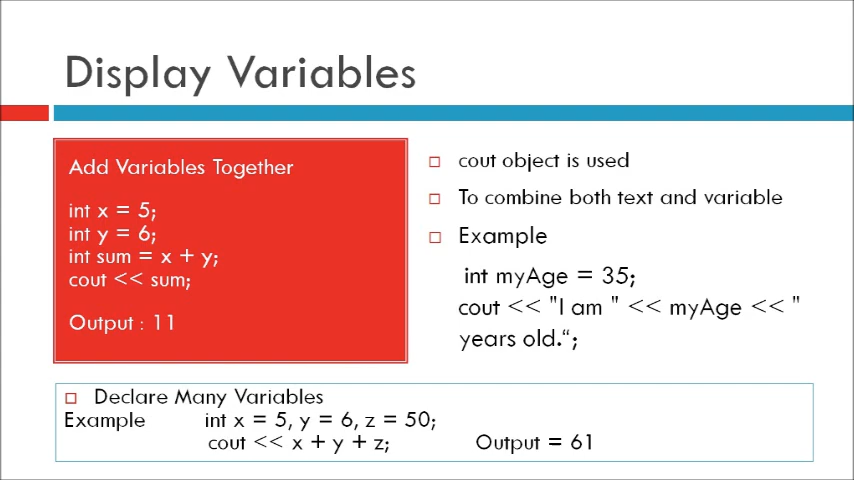 Display Variables
Add Variables Together
int x = 5;
int y = 6;
int sum = x + y;
cout << sum;
Output : 11
cout object is used
To combine both text and variable
Example
int myAge = 35;
cout << "I am " << myAge << "
years old.“;
Declare Many Variables
Example int x = 5, y = 6, z = 50;
cout << x + y + z; Output = 61